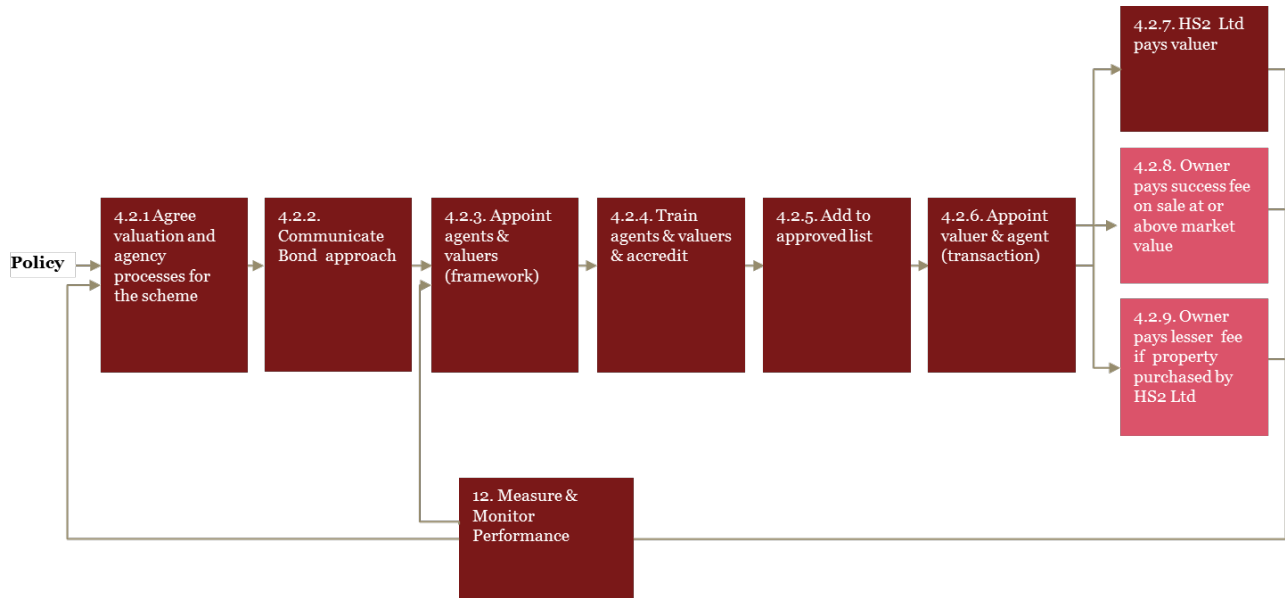 Policy
4.2.1 Agree
valuation and
agency
processes for
the scheme
4.2.2.
Communicate
Bond approach
4.2.3. Appoint
agents &
valuers
(framework)
4.2.4. Train
agents & valuers
& accredit
4.2.5. Add to
approved list
4.2.6. Appoint
valuer & agent
(transaction)
4.2.7. HS2 Ltd
pays valuer
4.2.8. Owner
pays success fee
on sale at or
above market
value
4.2.9. Owner
pays lesser fee
if property
purchased by
HS2 Ltd
12. Measure &
Monitor
Performance